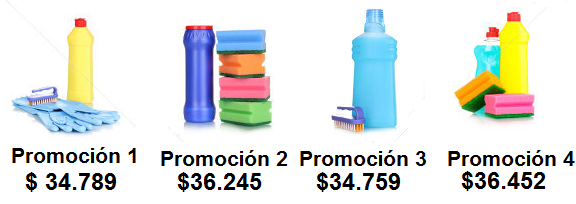 Promoción 1
$ 34.789
Promoción 2
$36.245
Promoción 3
$34.759
Promoción 4
$36.452